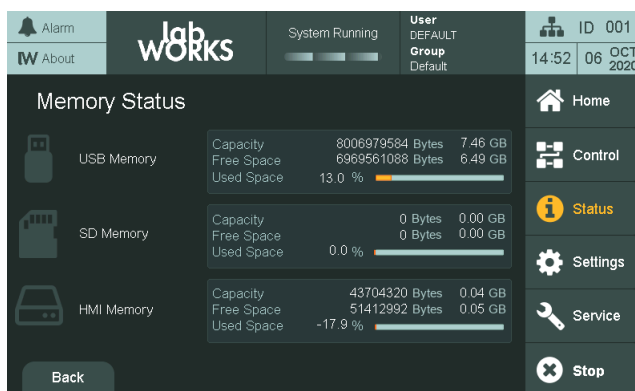 Alarm
About
lab
WORKS
System Running
User
DEFAULT
Group
Default
ID 001
14:52
06 OCT 2020
Memory Status
USB Memory
Capacity 8006979584 Bytes 7.46 GB
Free Space 6969561088 Bytes 6.49 GB
Used Space 13.0 %
SD Memory
Capacity 0 Bytes 0.00 GB
Free Space 0 Bytes 0.00 GB
Used Space 0.0 %
HMI Memory
Capacity 43704320 Bytes 0.04 GB
Free Space 51412992 Bytes 0.05 GB
Used Space -17.9 %
Back
Home
Control
Status
Settings
Service
Stop